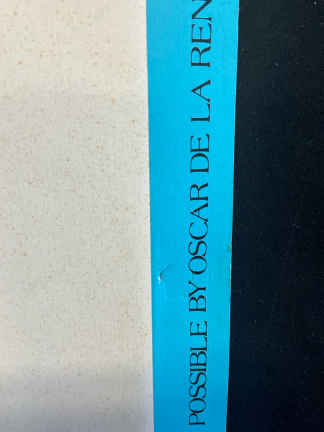 POSSIBLE BY OSCAR DE LA REN